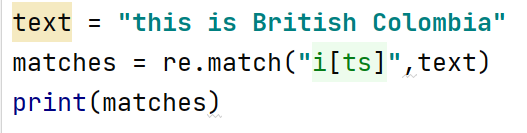 text = "this is British Colombia"
matches = re.match("i[ts]",text)
print(matches)